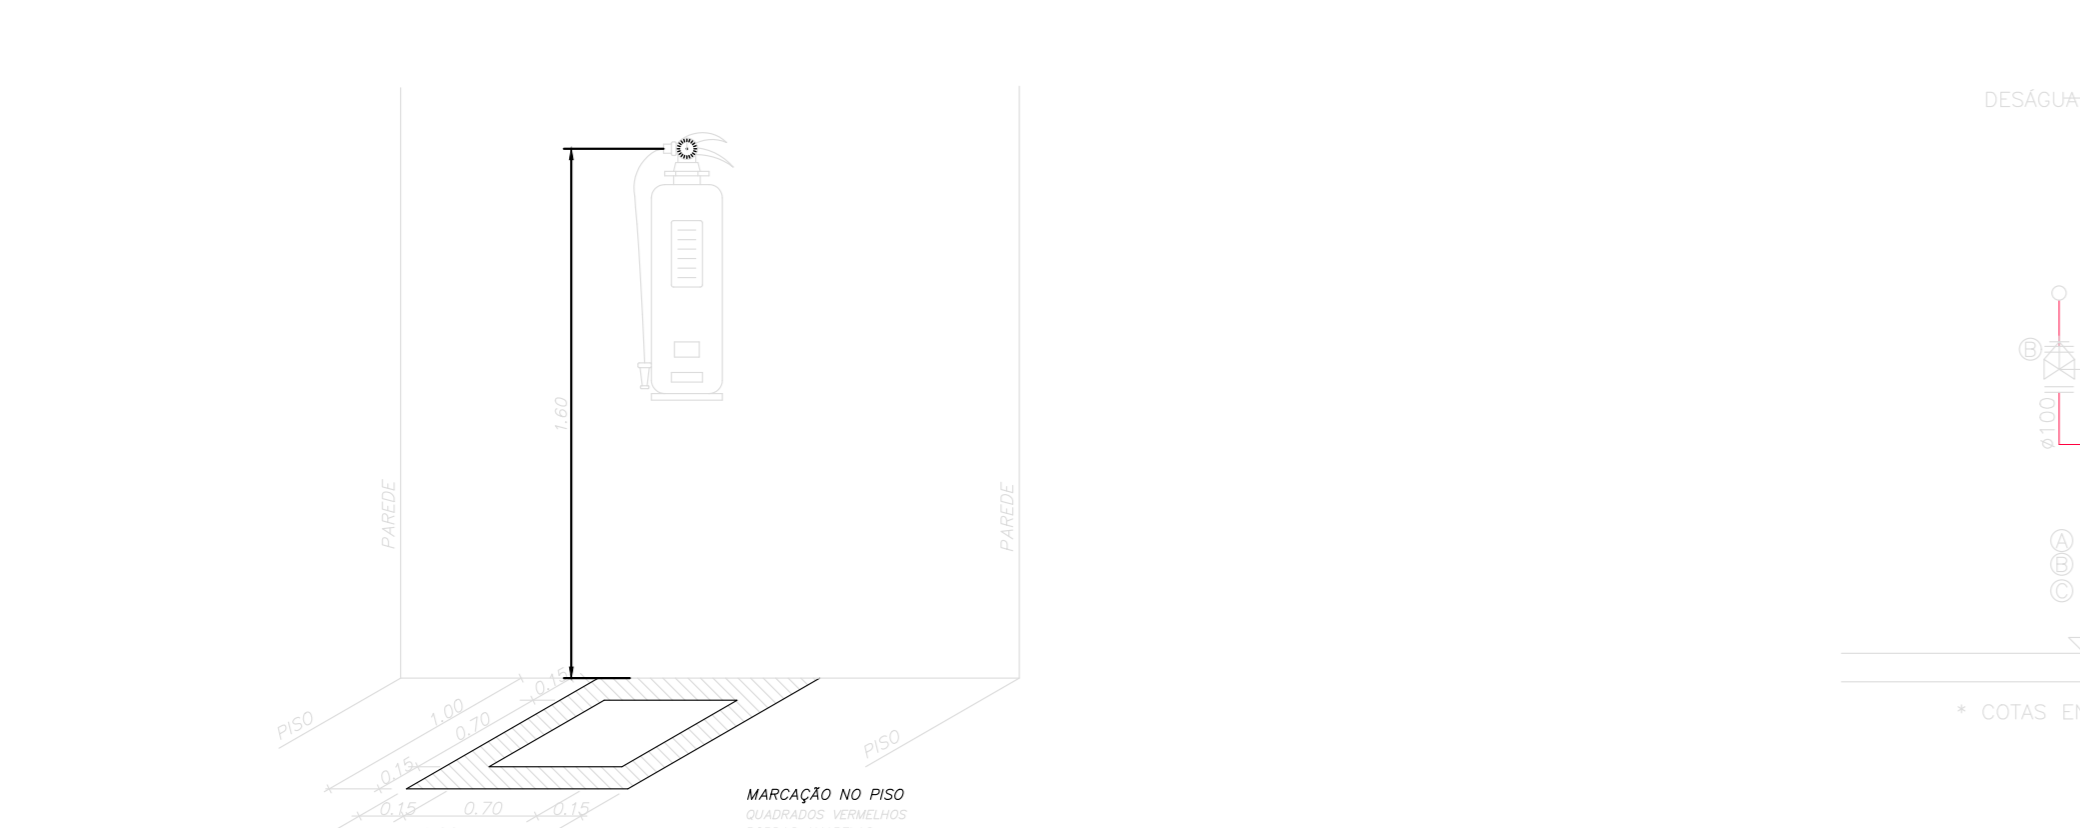 DESÁGUA
B
1.60
ø100
PAREDE
PAREDE
A
B
C
0.15
1.00
0.70
PISO
0.15
PISO
* COTAS EM
MARCAÇÃO NO PISO
0.15 0.70 0.15
QUADRADOS VERMELHOS